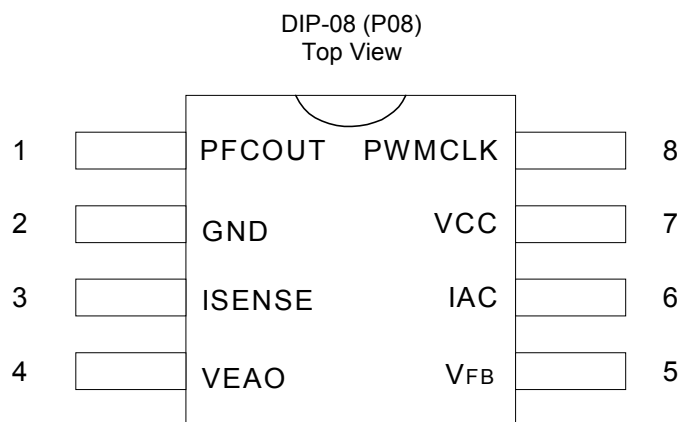 DIP-08 (P08)
Top View
1 PFCOUT PWMCLK 8
2 GND VCC 7
3 ISENSE IAC 6
4 VEAO VFB 5